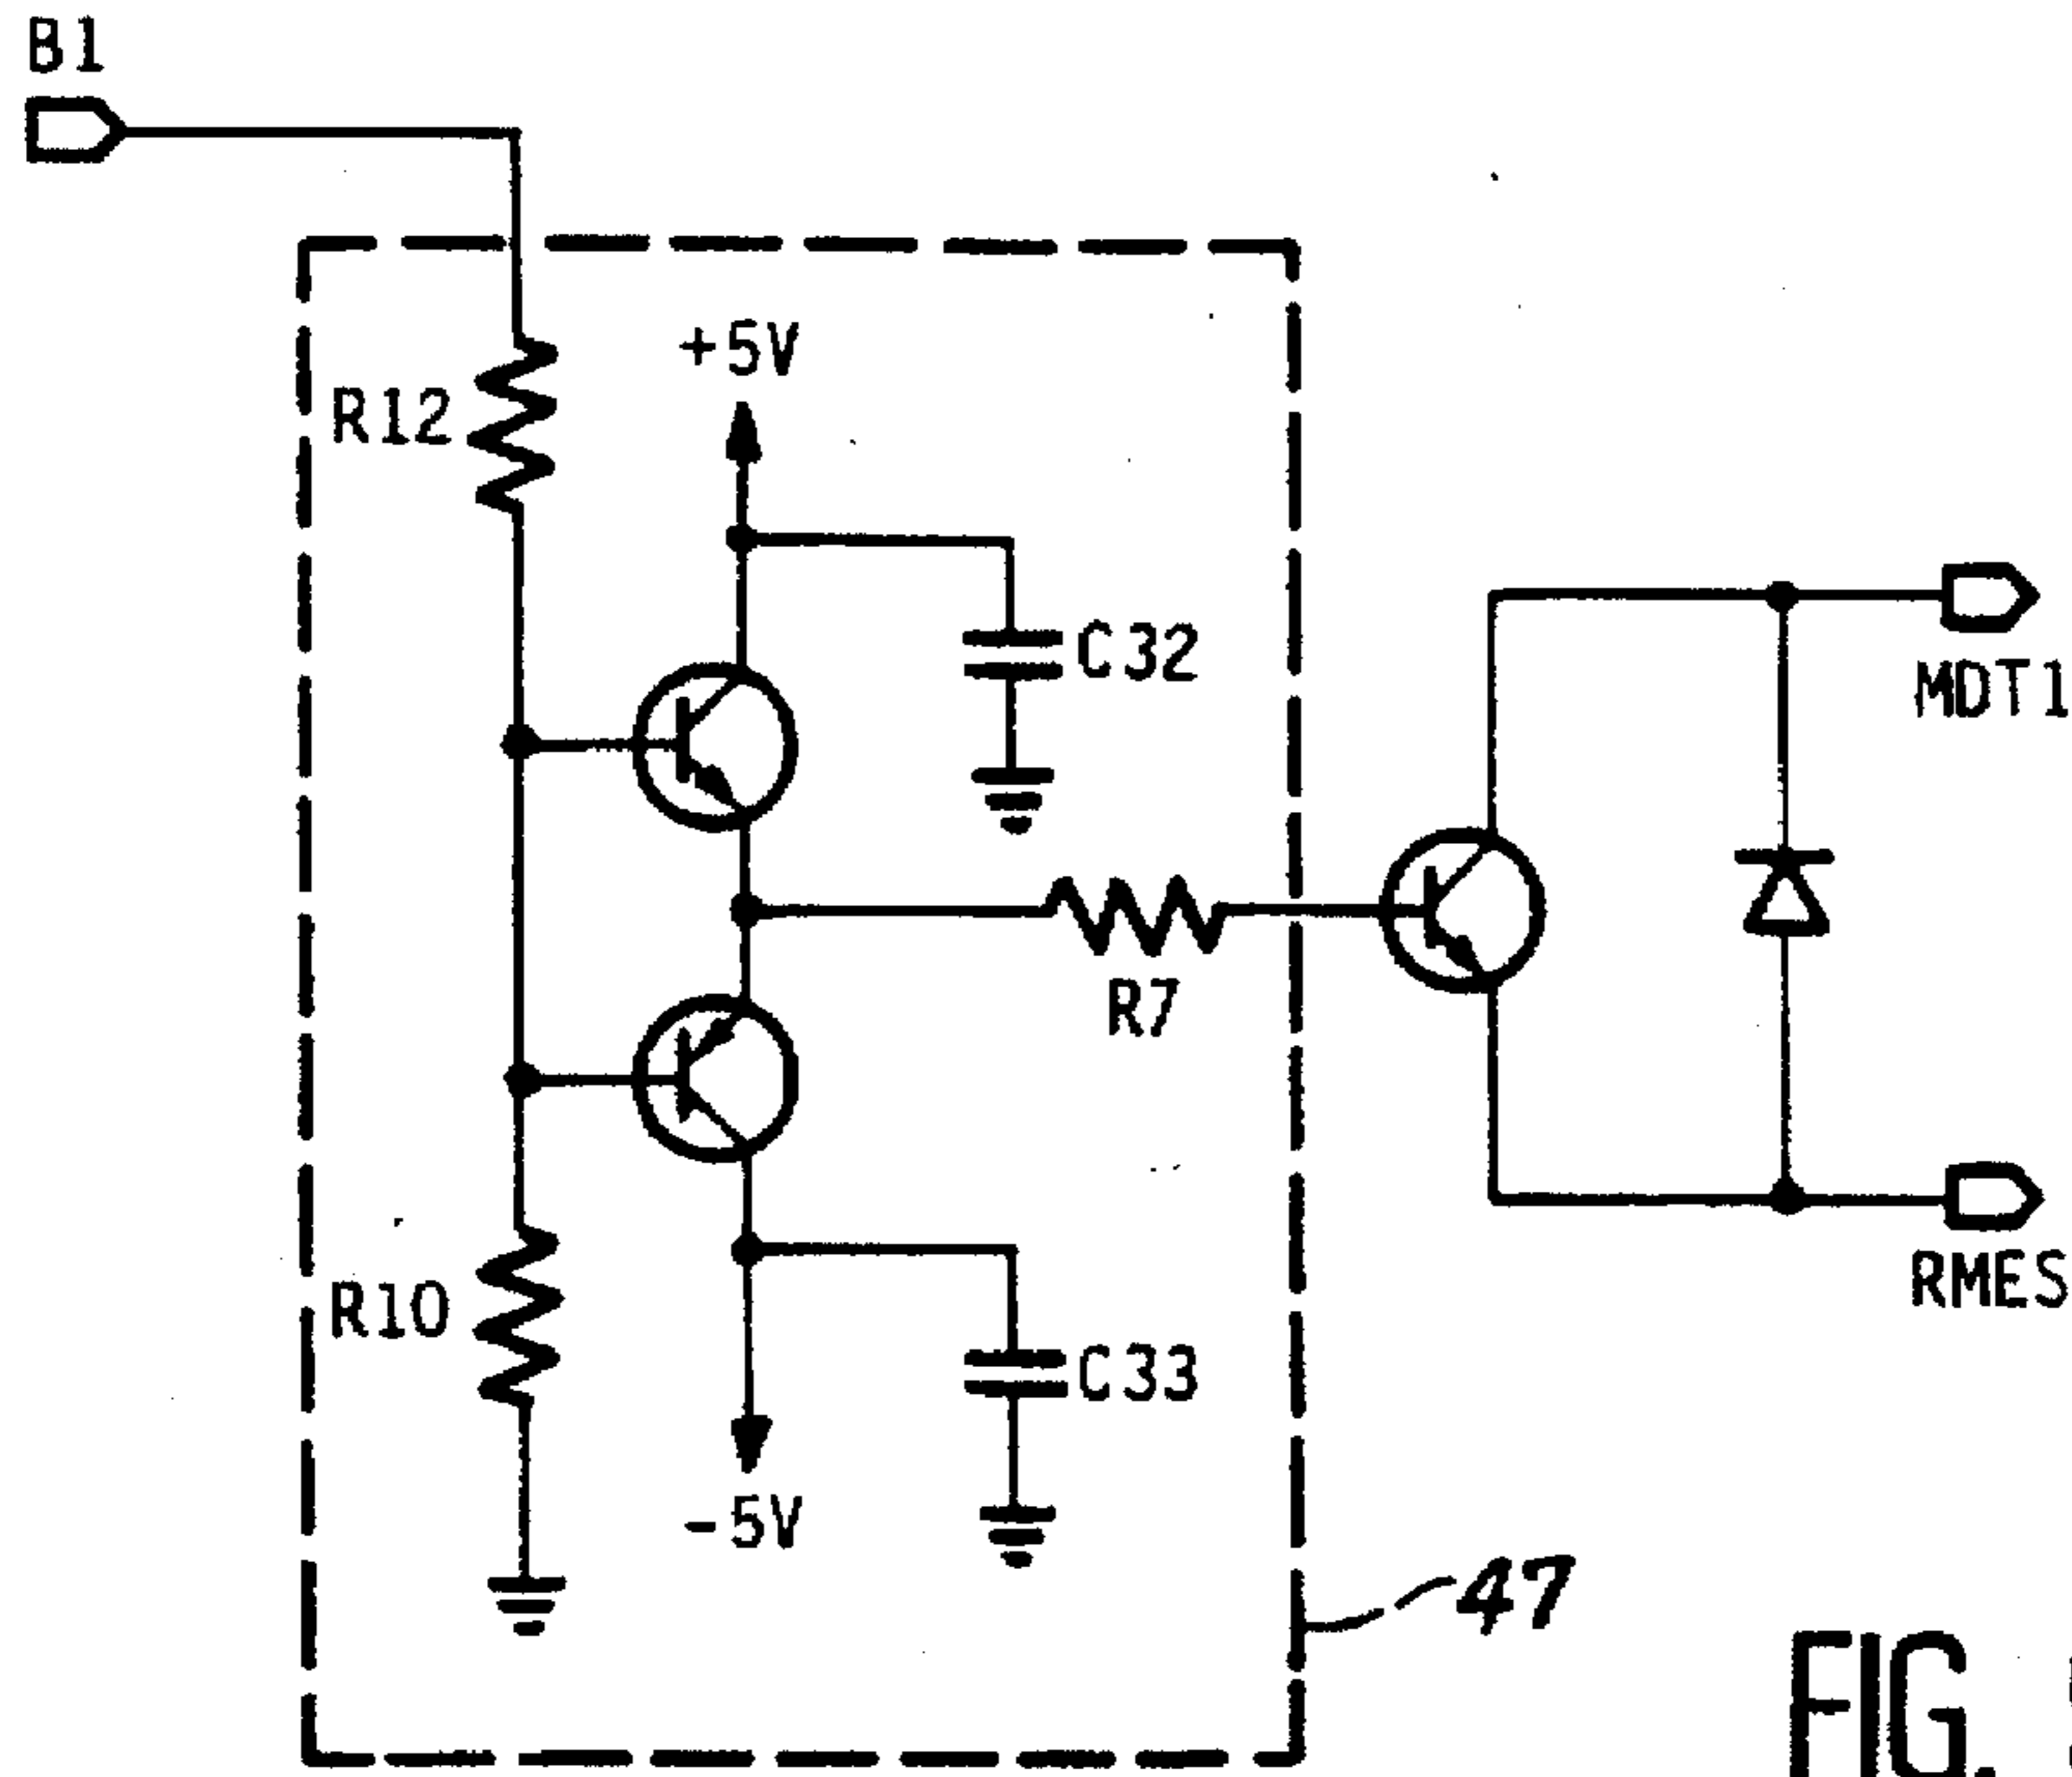 B1
+5V
R12
C32
MDT1
R7
RMES
R10
C33
-5V
47
FIG.